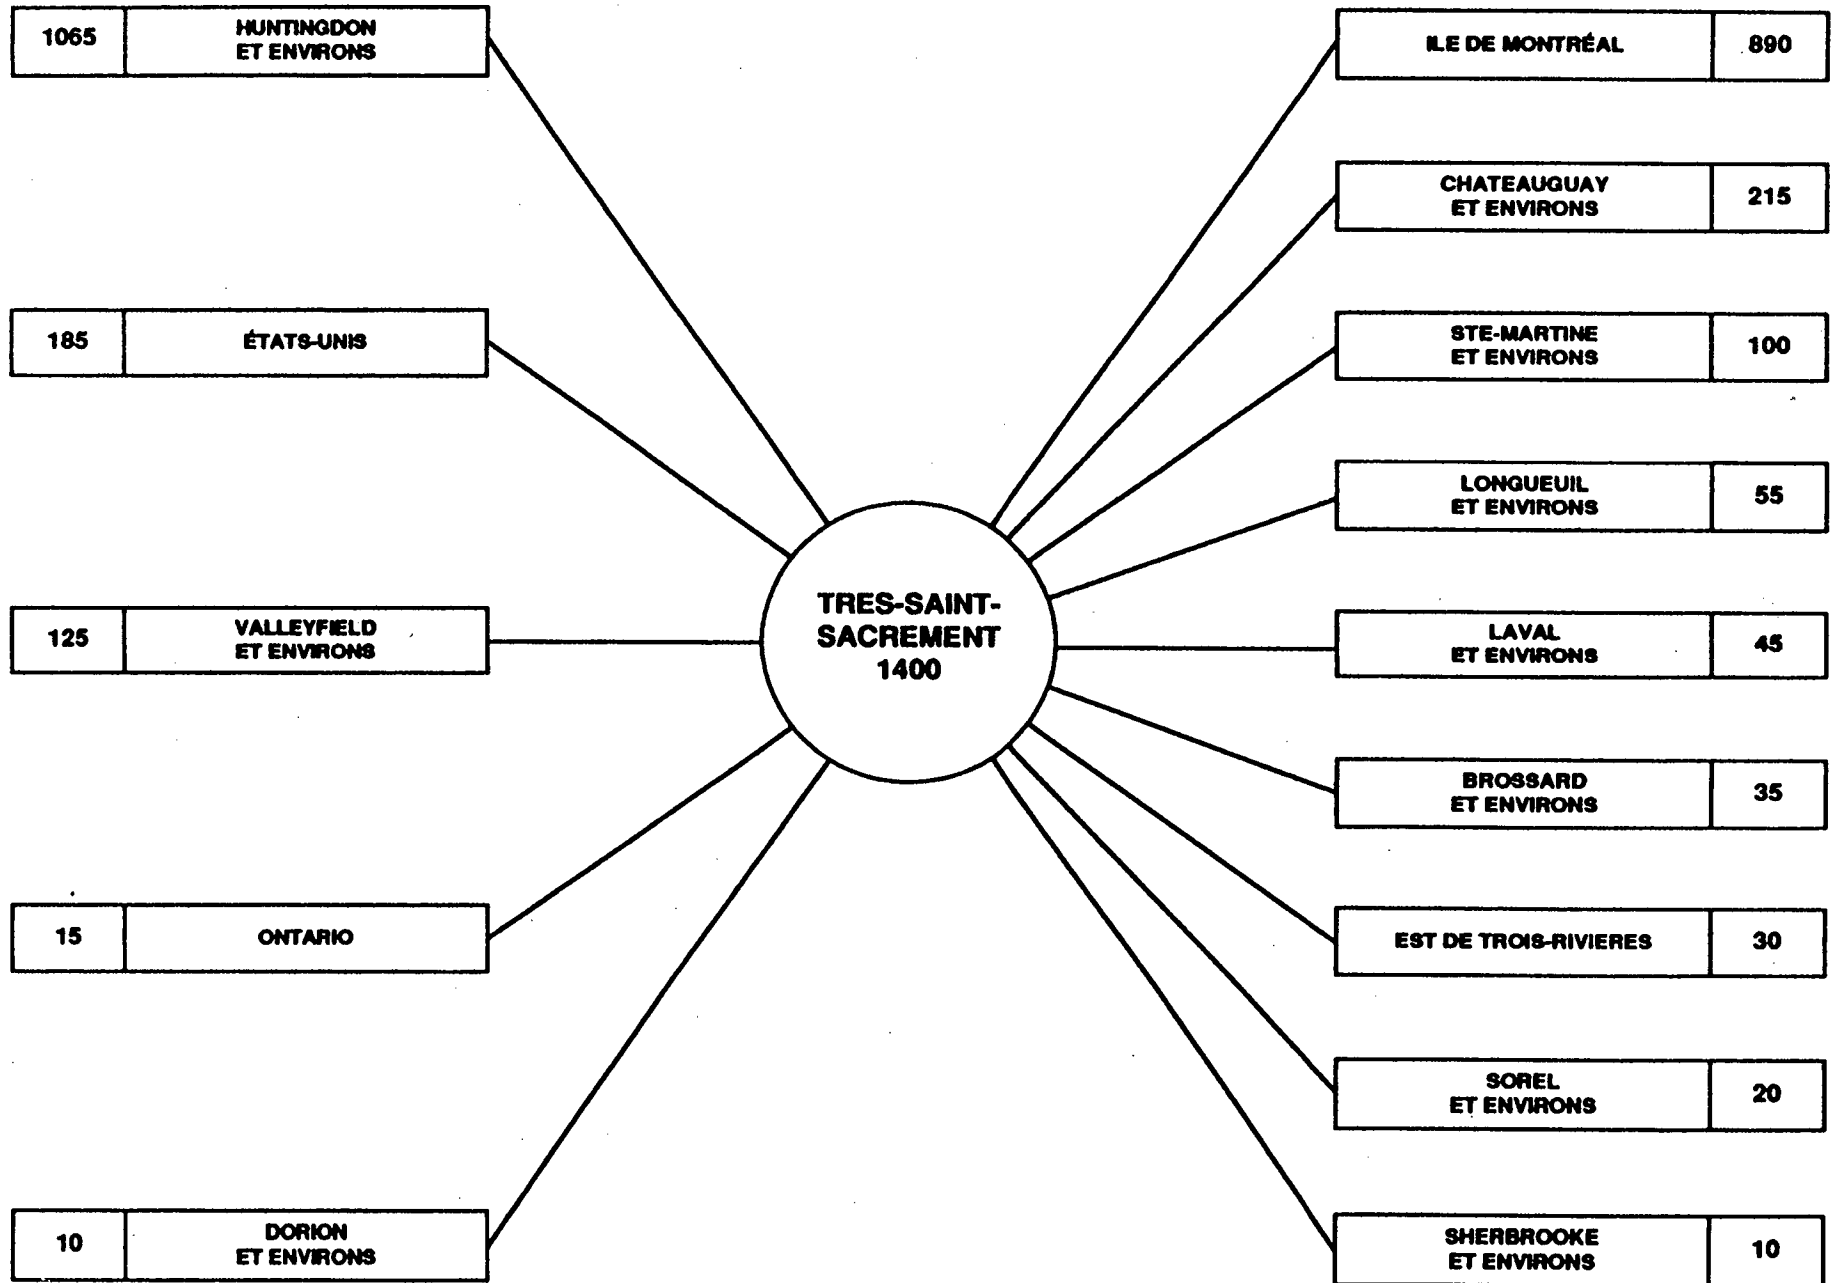 1065
HUNTINGDON
ET ENVIRONS
185
ÉTATS-UNIS
125
VALLEYFIELD
ET ENVIRONS
15
ONTARIO
10
DORION
ET ENVIRONS
TRES-SAINT-
SACREMENT
1400
ILE DE MONTRÉAL
890
CHATEAUGUAY
ET ENVIRONS
215
STE-MARTINE
ET ENVIRONS
100
LONGUEUIL
ET ENVIRONS
55
LAVAL
ET ENVIRONS
45
BROSSARD
ET ENVIRONS
35
EST DE TROIS-RIVIERES
30
SOREL
ET ENVIRONS
20
SHERBROOKE
ET ENVIRONS
10